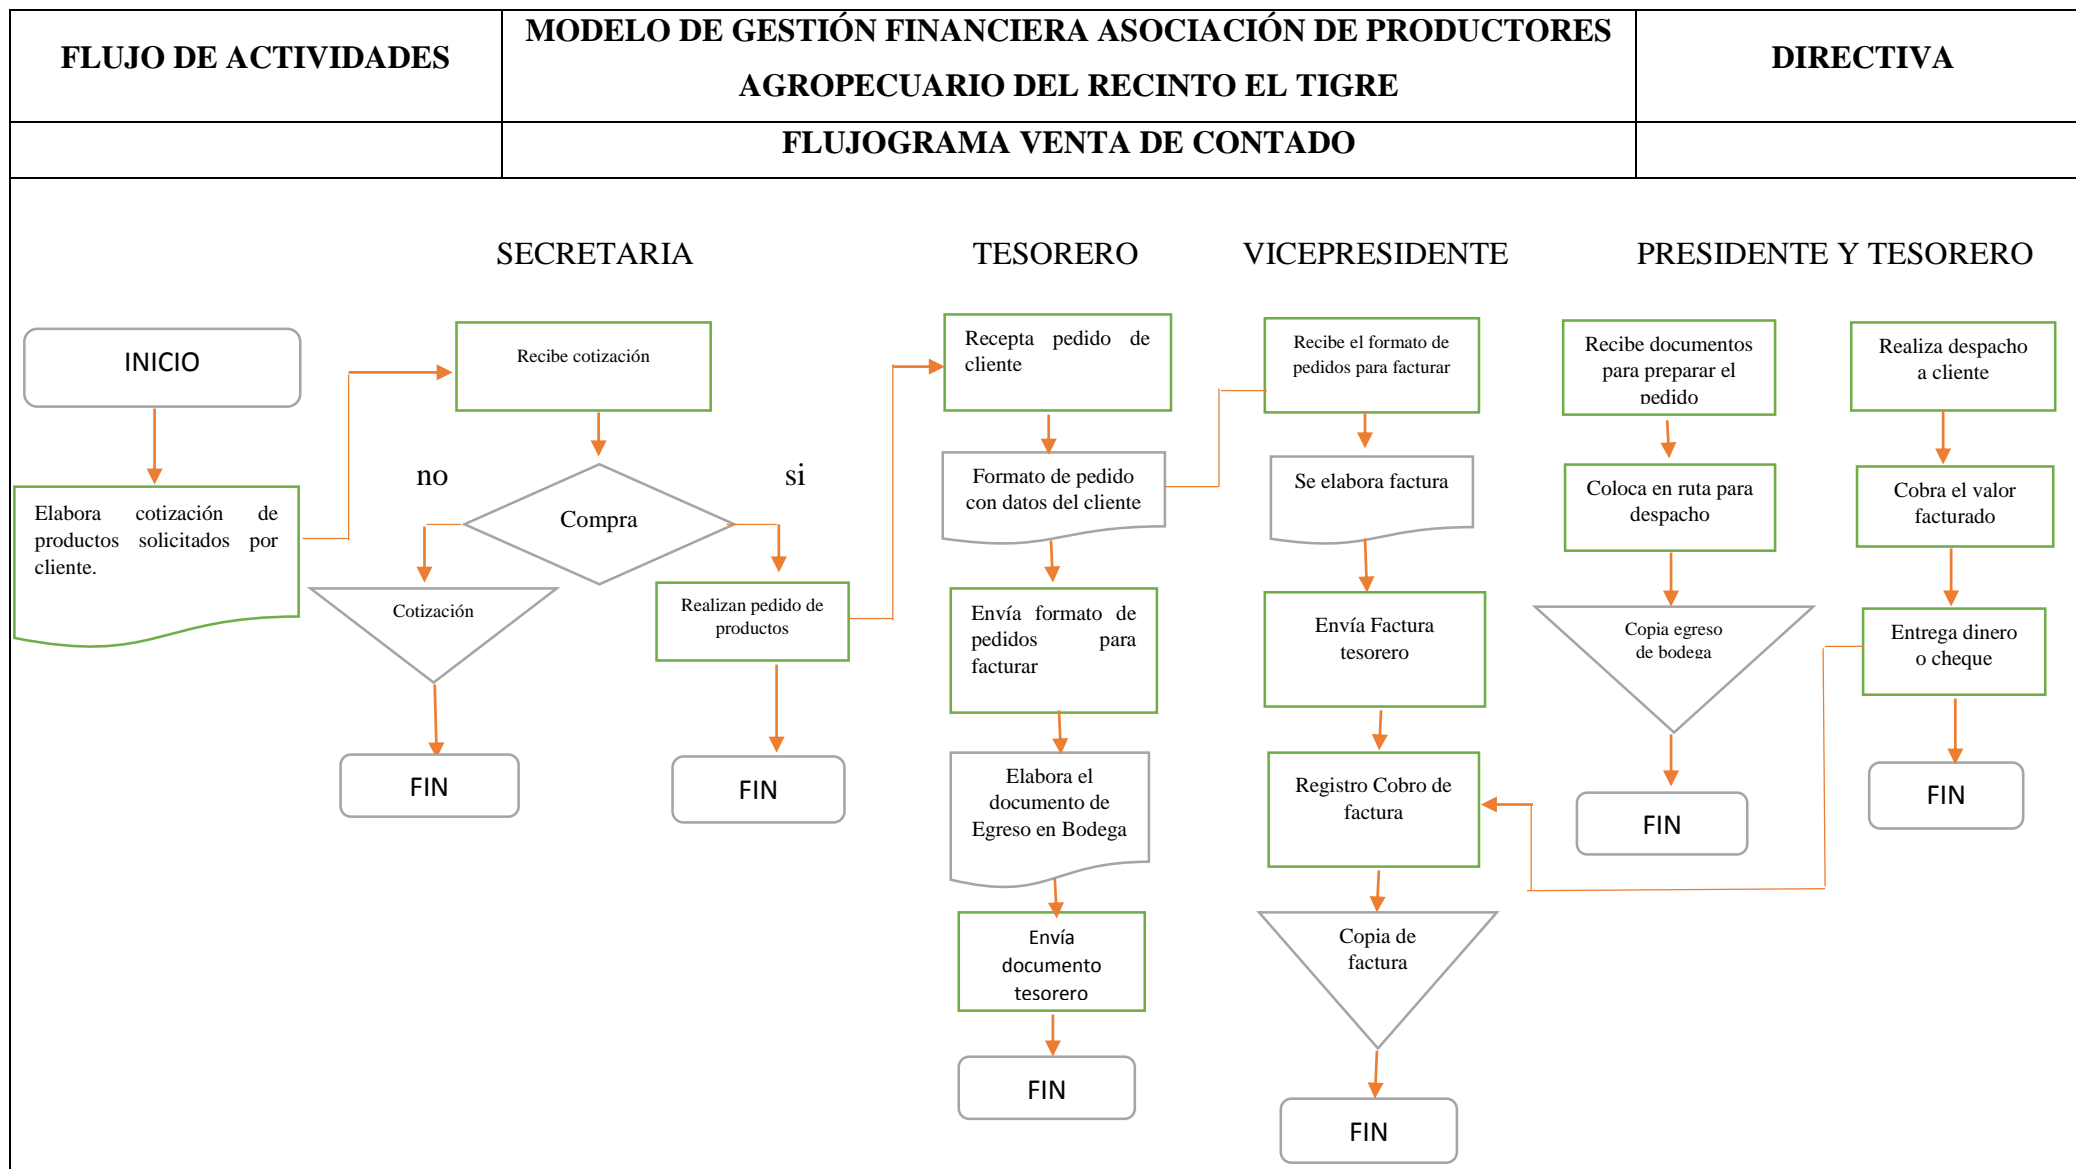 FLUJO DE ACTIVIDADES
MODELO DE GESTIÓN FINANCIERA ASOCIACIÓN DE PRODUCTORES
AGROPECUARIO DEL RECINTO EL TIGRE
DIRECTIVA
FLUJOGRAMA VENTA DE CONTADO
SECRETARIA
TESORERO
VICEPRESIDENTE
PRESIDENTE Y TESORERO
INICIO
Elabora cotización de
productos solicitados por
cliente.
Recibe cotización
no
si
Compra
Cotización
Realizan pedido de
productos
FIN
FIN
Recepta pedido de
cliente
Formato de pedido
con datos del cliente
Envía formato de
pedidos para
facturar
Elabora el
documento de
Egreso en Bodega
Envía
documento
tesorero
FIN
Recibe el formato de
pedidos para facturar
Se elabora factura
Envía Factura
tesorero
Registro Cobro de
factura
Copia de
factura
FIN
Recibe documentos
para preparar el
pedido
Coloca en ruta para
despacho
Copia egreso
de bodega
FIN
Realiza despacho
a cliente
Cobra el valor
facturado
Entrega dinero
o cheque
FIN